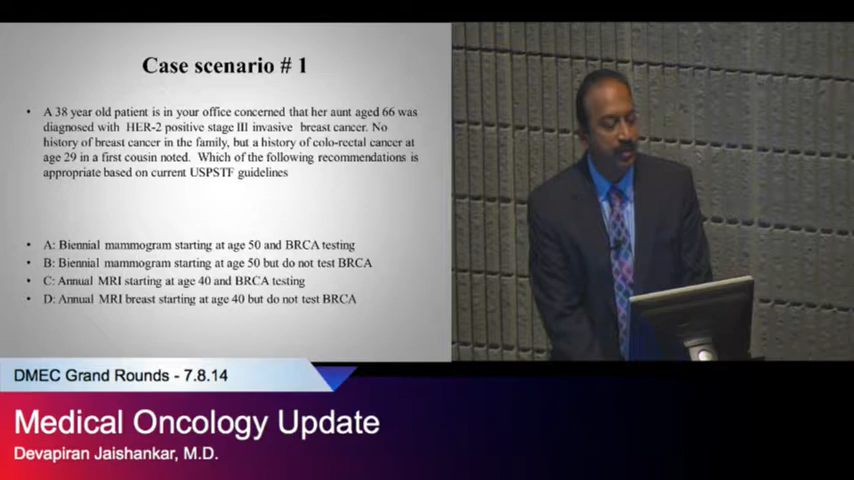 Case scenario # 1
• A 38 year old patient is in your office concerned that her aunt aged 66 was
diagnosed with HER-2 positive stage III invasive breast cancer. No
history of breast cancer in the family, but a history of colo-rectal cancer at
age 29 in a first cousin noted. Which of the following recommendations is
appropriate based on current USPSTF guidelines
• A: Biennial mammogram starting at age 50 and BRCA testing
• B: Biennial mammogram starting at age 50 but do not test BRCA
• C: Annual MRI starting at age 40 and BRCA testing
• D: Annual MRI breast starting at age 40 but do not test BRCA
DMEC Grand Rounds - 7.8.14
Medical Oncology Update
Devapiran Jaishankar, M.D.